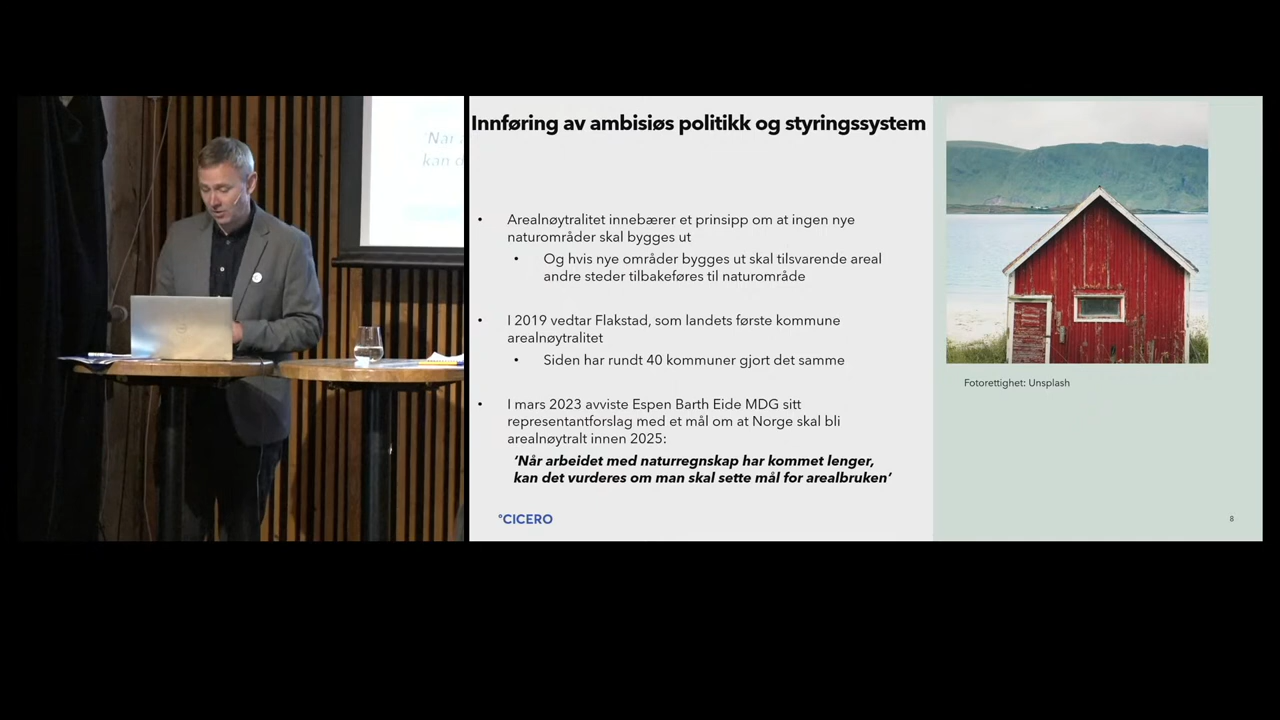 'Når
kan d
Innføring av ambisiøs politikk og styringssystem
• Arealnøytralitet innebærer et prinsipp om at ingen nye
naturområder skal bygges ut
• Og hvis nye områder bygges ut skal tilsvarende areal
andre steder tilbakeføres til naturområde
• I 2019 vedtar Flakstad, som landets første kommune
arealnøytralitet
• Siden har rundt 40 kommuner gjort det samme
• I mars 2023 avviste Espen Barth Eide MDG sitt
representantforslag med et mål om at Norge skal bli
arealnøytralt innen 2025:
'Når arbeidet med naturregnskap har kommet lenger,
kan det vurderes om man skal sette mål for arealbruken'
°CICERO
Fotorettighet: Unsplash
8